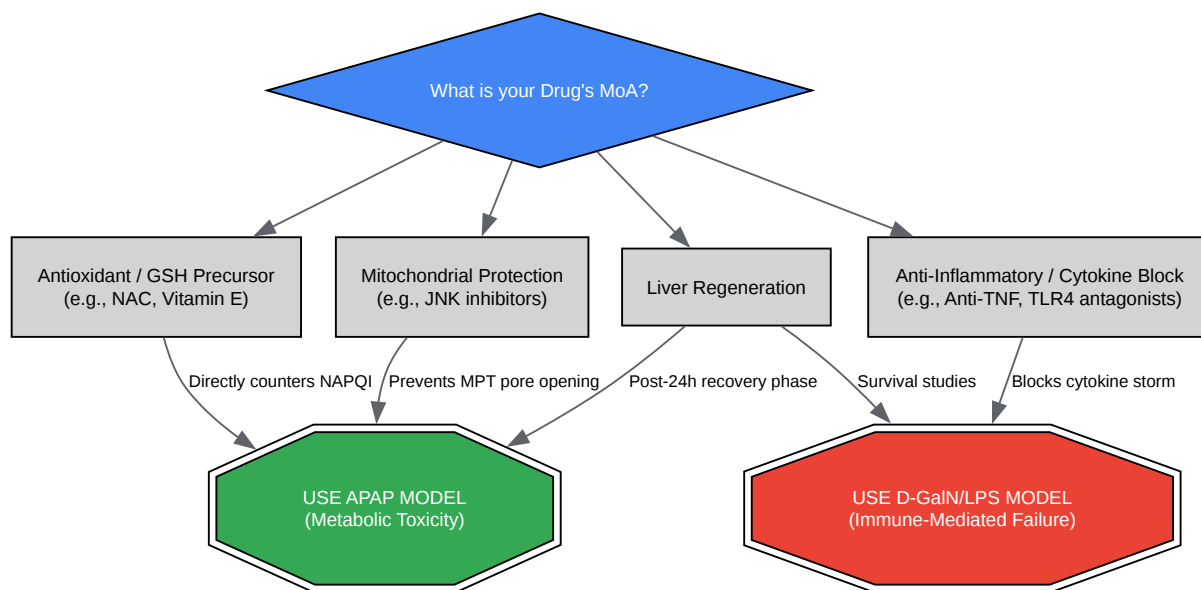 What is your Drug's MoA?
Antioxidant / GSH Precursor
(e.g., NAC, Vitamin E)
Mitochondrial Protection
(e.g., JNK inhibitors)
Liver Regeneration
Anti-Inflammatory / Cytokine Block
(e.g., Anti-TNF, TLR4 antagonists)
Directly counters NAPQI
Prevents MPT pore opening
Post-24h recovery phase
Survival studies
Blocks cytokine storm
USE APAP MODEL
(Metabolic Toxicity)
USE D-GalN/LPS MODEL
(Immune-Mediated Failure)